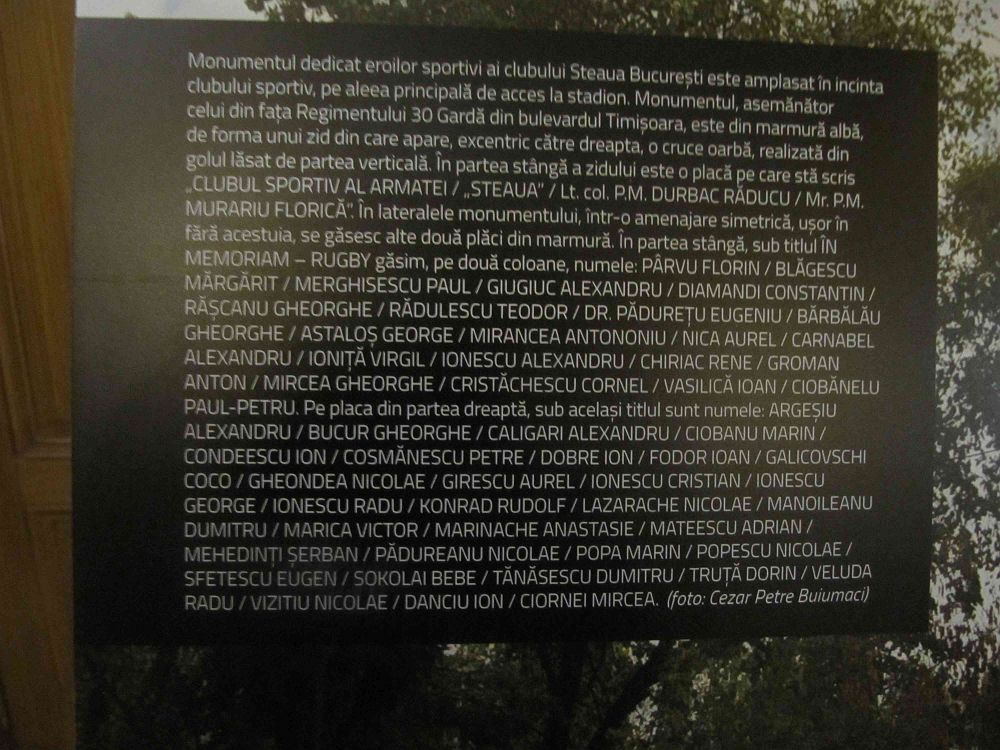 Monumentul dedicat eroilor sportivi ai clubului Steaua București este amplasat în incinta
clubului sportiv, pe aleea principală de acces la stadion. Monumentul, asemănător
celui din fața Regimentului 30 Gardă din bulevardul Timișoara, este din marmură albă,
de forma unui zid din care apare, excentric către dreapta, o cruce oarbă, realizată din
golul lăsat de partea verticală. În partea stângă a zidului este o placă pe care stă scris
„CLUBUL SPORTIV AL ARMATEI / „STEAUA” / Lt. col. P.M. DURBAC RĂDUCU / Mr. P.M.
MURARIU FLORICĂ”. În lateralele monumentului, într-o amenajare simetrică, ușor în
fără acestuia, se găsesc alte două plăci din marmură. În partea stângă, sub titlul ÎN
MEMORIAM – RUGBY găsim, pe două coloane, numele: PÂRVU FLORIN / BLĂGESCU
MĂRGĂRIT / MERGHISESCU PAUL / GIUGIUC ALEXANDRU / DIAMANDI CONSTANTIN /
RĂȘCANU GHEORGHE / RĂDULESCU TEODOR / DR. PĂDUREȚU EUGENIU / BĂRBĂLĂU
GHEORGHE / ASTALOȘ GEORGE / MIRANCEA ANTONONIU / NICA AUREL / CARNABEL
ALEXANDRU / IONIȚĂ VIRGIL / IONESCU ALEXANDRU / CHIRIAC RENE / GROMAN
ANTON / MIRCEA GHEORGHE / CRISTĂCHESCU CORNEL / VASILICĂ IOAN / CIOBĂNELU
PAUL-PETRU. Pe placa din partea dreaptă, sub același titlul sunt numele: ARGEȘIU
ALEXANDRU / BUCUR GHEORGHE / CALIGARI ALEXANDRU / CIOBANU MARIN /
CONDEESCU ION / COSMĂNESCU PETRE / DOBRE ION / FODOR IOAN / GALICOVSCHI
COCO / GHEONDEA NICOLAE / GIRESCU AUREL / IONESCU CRISTIAN / IONESCU
GEORGE / IONESCU RADU / KONRAD RUDOLF / LAZARACHE NICOLAE / MANOILEANU
DUMITRU / MARICA VICTOR / MARINACHE ANASTASIE / MATEESCU ADRIAN /
MEHEDINȚI ȘERBAN / PĂDUREANU NICOLAE / POPA MARIN / POPESCU NICOLAE /
SFETESCU EUGEN / SOKOLAI BEBE / TĂNĂSESCU DUMITRU / TRUȚĂ DORIN / VELUDA
RADU / VIZITIU NICOLAE / DANCIU ION / CIORNEI MIRCEA. (foto: Cezar Petre Buiumaci)